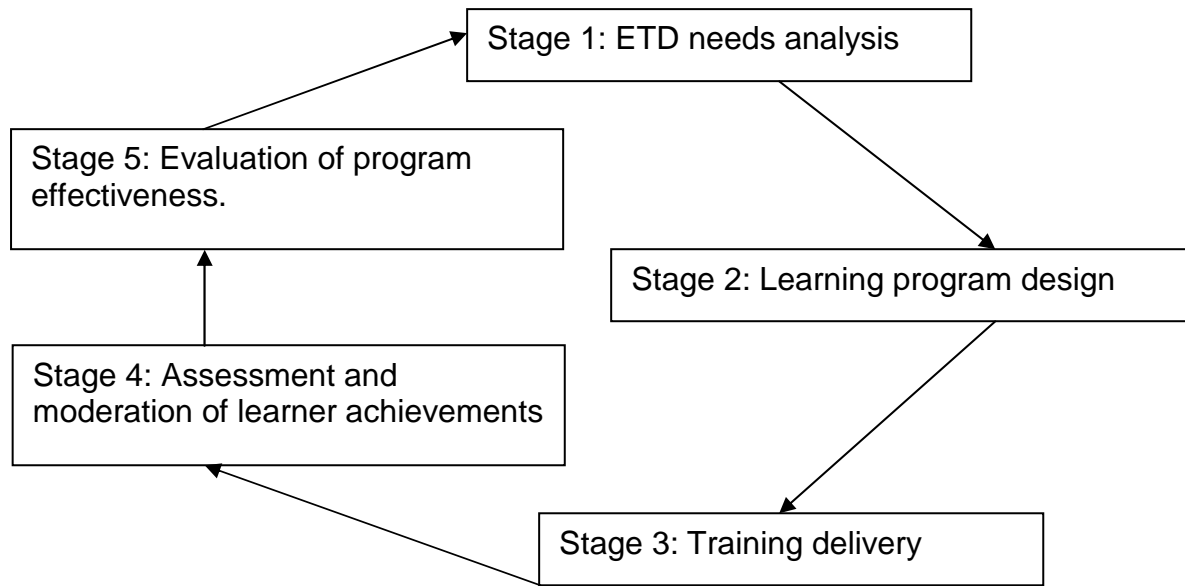 Stage 1: ETD needs analysis
Stage 5: Evaluation of program
effectiveness.
Stage 2: Learning program design
Stage 4: Assessment and
moderation of learner achievements
Stage 3: Training delivery